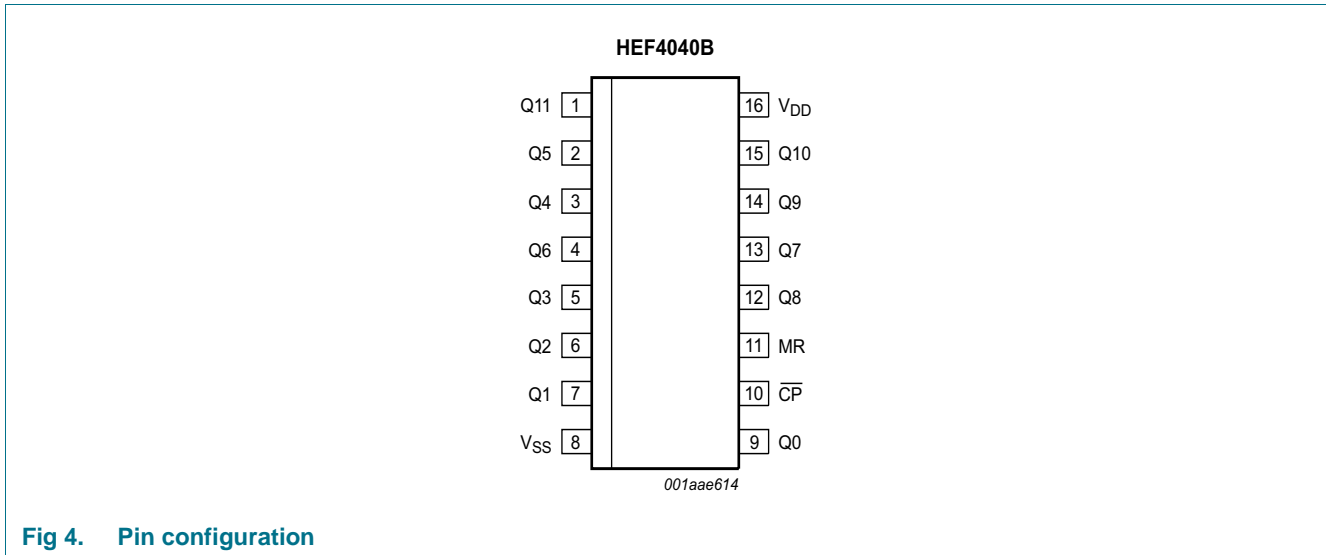 HEF4040B
Q11 1 16 VDD
Q5 2 15 Q10
Q4 3 14 Q9
Q6 4 13 Q7
Q3 5 12 Q8
Q2 6 11 MR
Q1 7 10 C̅P̅
VSS 8 9 Q0
001aae614
Fig 4. Pin configuration